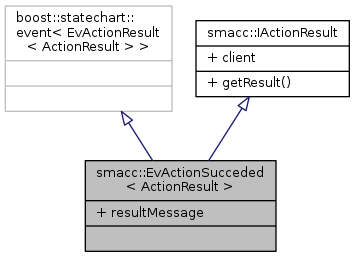 boost::statechart::
event< EvActionResult
< ActionResult > >
smacc::IActionResult
+ client
+ getResult()
smacc::EvActionSucceded
< ActionResult >
+ resultMessage